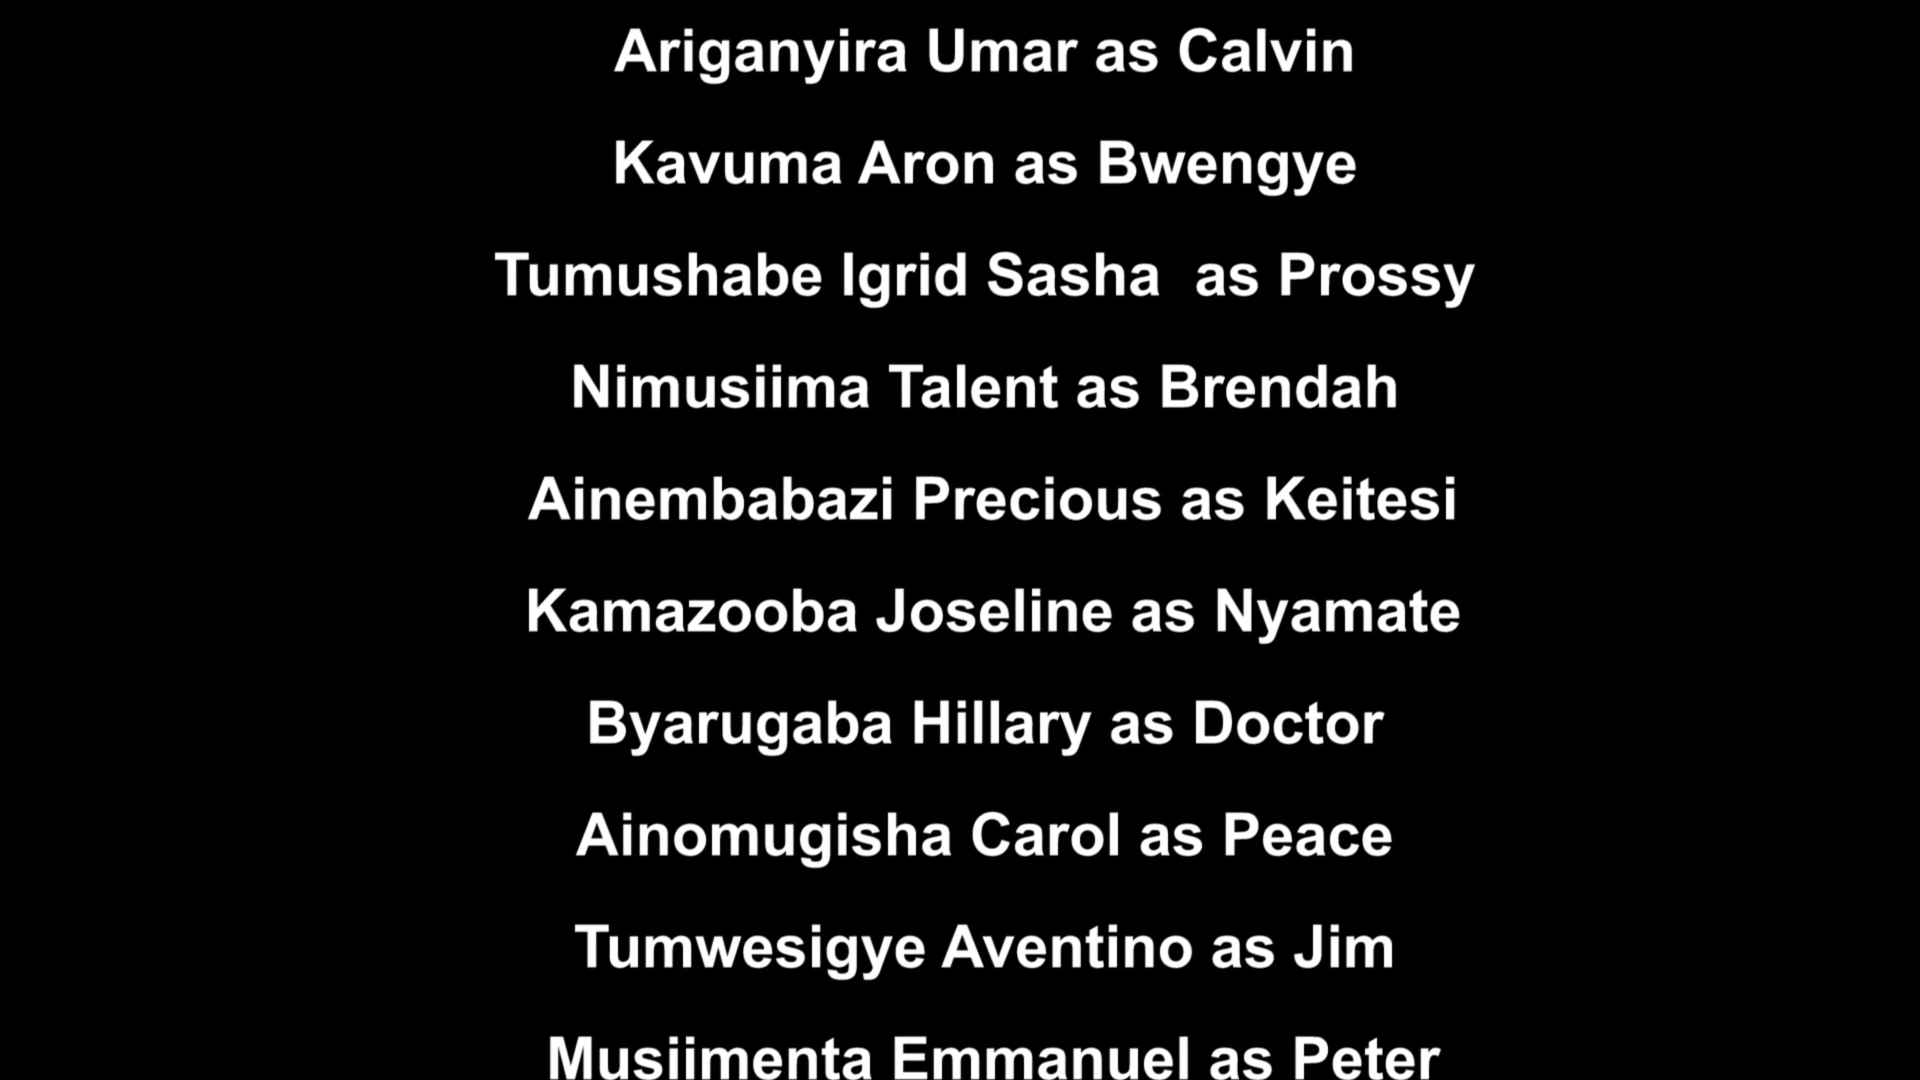 Ariganyira Umar as Calvin
Kavuma Aron as Bwengye
Tumushabe Igrid Sasha  as Prossy
Nimusiima Talent as Brendah
Ainembabazi Precious as Keitesi
Kamazooba Joseline as Nyamate
Byarugaba Hillary as Doctor
Ainomugisha Carol as Peace
Tumwesigye Aventino as Jim
Musiimenta Emmanuel as Peter